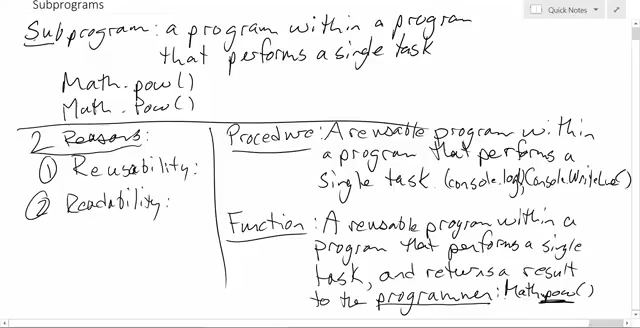 Subprograms
Quick Notes
Subprogram: a program within a program
that performs a single task
Math.pow()
Math.Pow()
2 Reasons:
① Reusability:
② Readability:
Procedure: A reusable program within
a program that performs a
single task. (console.log, Console.WriteLine)
Function: A reusable program within a
program that performs a single
task, and returns a result
to the programmer: Math.pow()